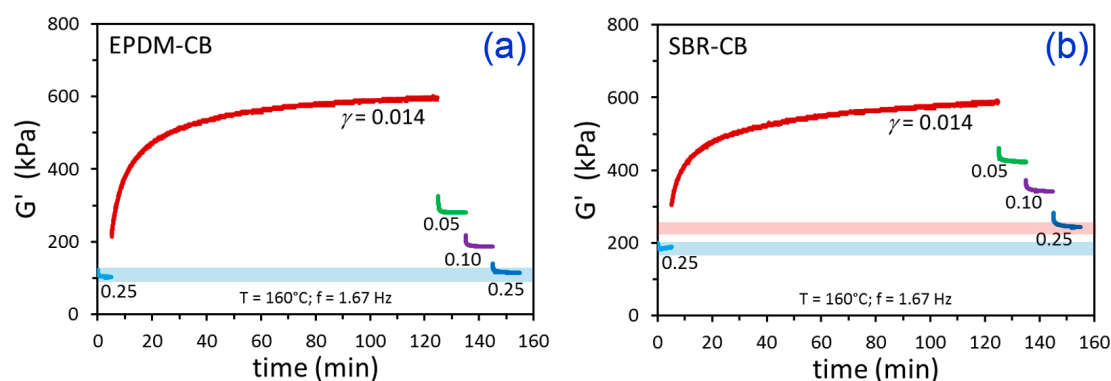 EPDM-CB
(a)
G' (kPa)
800
600
400
200
0
γ = 0.014
0.05
0.10
0.25
0.25
T = 160°C; f = 1.67 Hz
0 20 40 60 80 100 120 140 160
time (min)
SBR-CB
(b)
G' (kPa)
800
600
400
200
0
γ = 0.014
0.05
0.10
0.25
0.25
T = 160°C; f = 1.67 Hz
0 20 40 60 80 100 120 140 160
time (min)